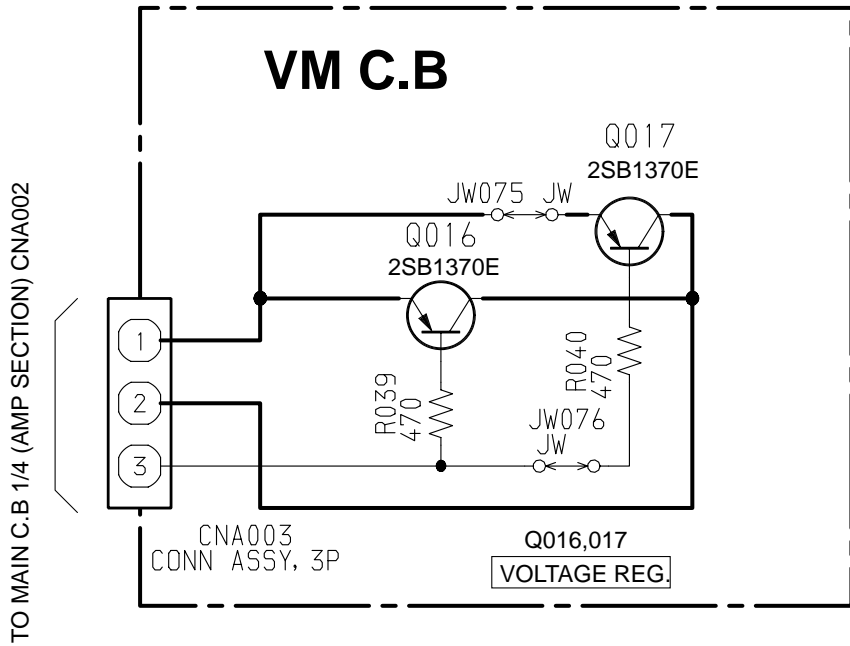 VM C.B
Q017
2SB1370E
JW075 JW
Q016
2SB1370E
TO MAIN C.B 1/4 (AMP SECTION) CNA002
1
2
3
R039
470
R040
470
JW076
JW
CNA003
CONN ASSY, 3P
Q016,017
VOLTAGE REG.